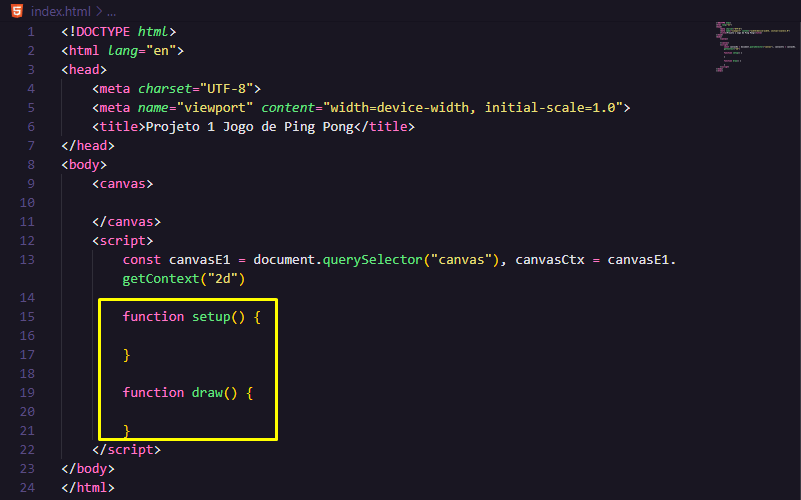 index.html > ...
1 <!DOCTYPE html>
2 <html lang="en">
3 <head>
4 <meta charset="UTF-8">
5 <meta name="viewport" content="width=device-width, initial-scale=1.0">
6 <title>Projeto 1 Jogo de Ping Pong</title>
7 </head>
8 <body>
9 <canvas>
10
11 </canvas>
12 <script>
13 const canvasE1 = document.querySelector("canvas"), canvasCtx = canvasE1.
getContext("2d")
14
15 function setup() {
16
17 }
18
19 function draw() {
20
21 }
22 </script>
23 </body>
24 </html>